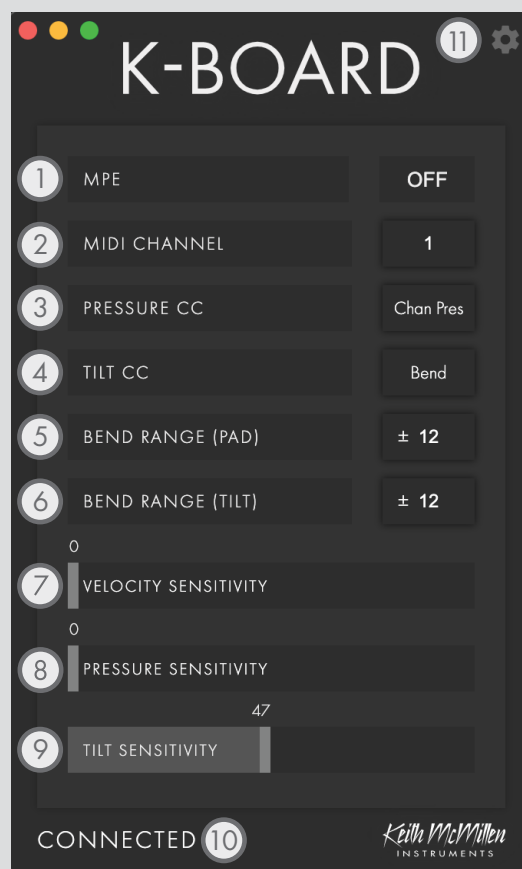 11
K-BOARD
1 MPE OFF
2 MIDI CHANNEL 1
3 PRESSURE CC Chan Pres
4 TILT CC Bend
5 BEND RANGE (PAD) ± 12
6 BEND RANGE (TILT) ± 12
0
7 VELOCITY SENSITIVITY
0
8 PRESSURE SENSITIVITY
47
9 TILT SENSITIVITY
CONNECTED 10 Keith McMillen
INSTRUMENTS